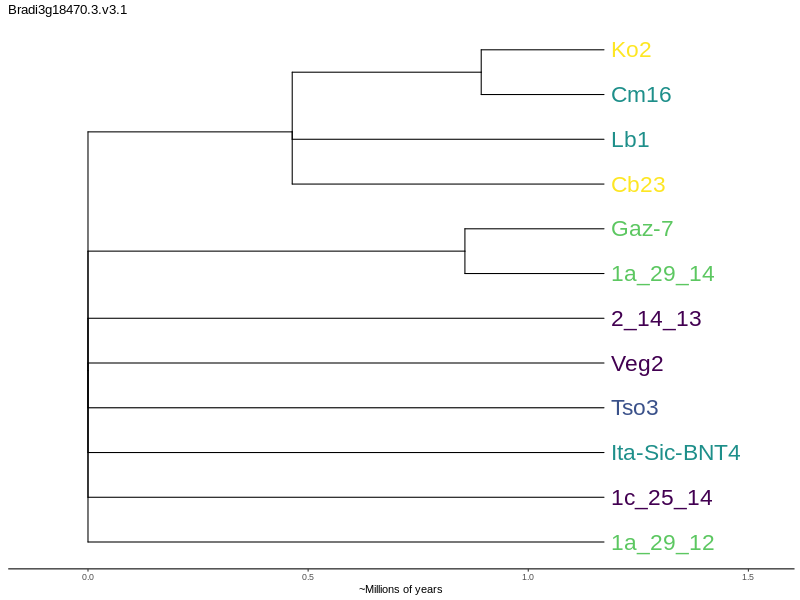 Bradi3g18470.3.v3.1
Ko2
Cm16
Lb1
Cb23
Gaz-7
1a_29_14
2_14_13
Veg2
Tso3
Ita-Sic-BNT4
1c_25_14
1a_29_12
0.0 0.5 1.0 1.5
~Millions of years